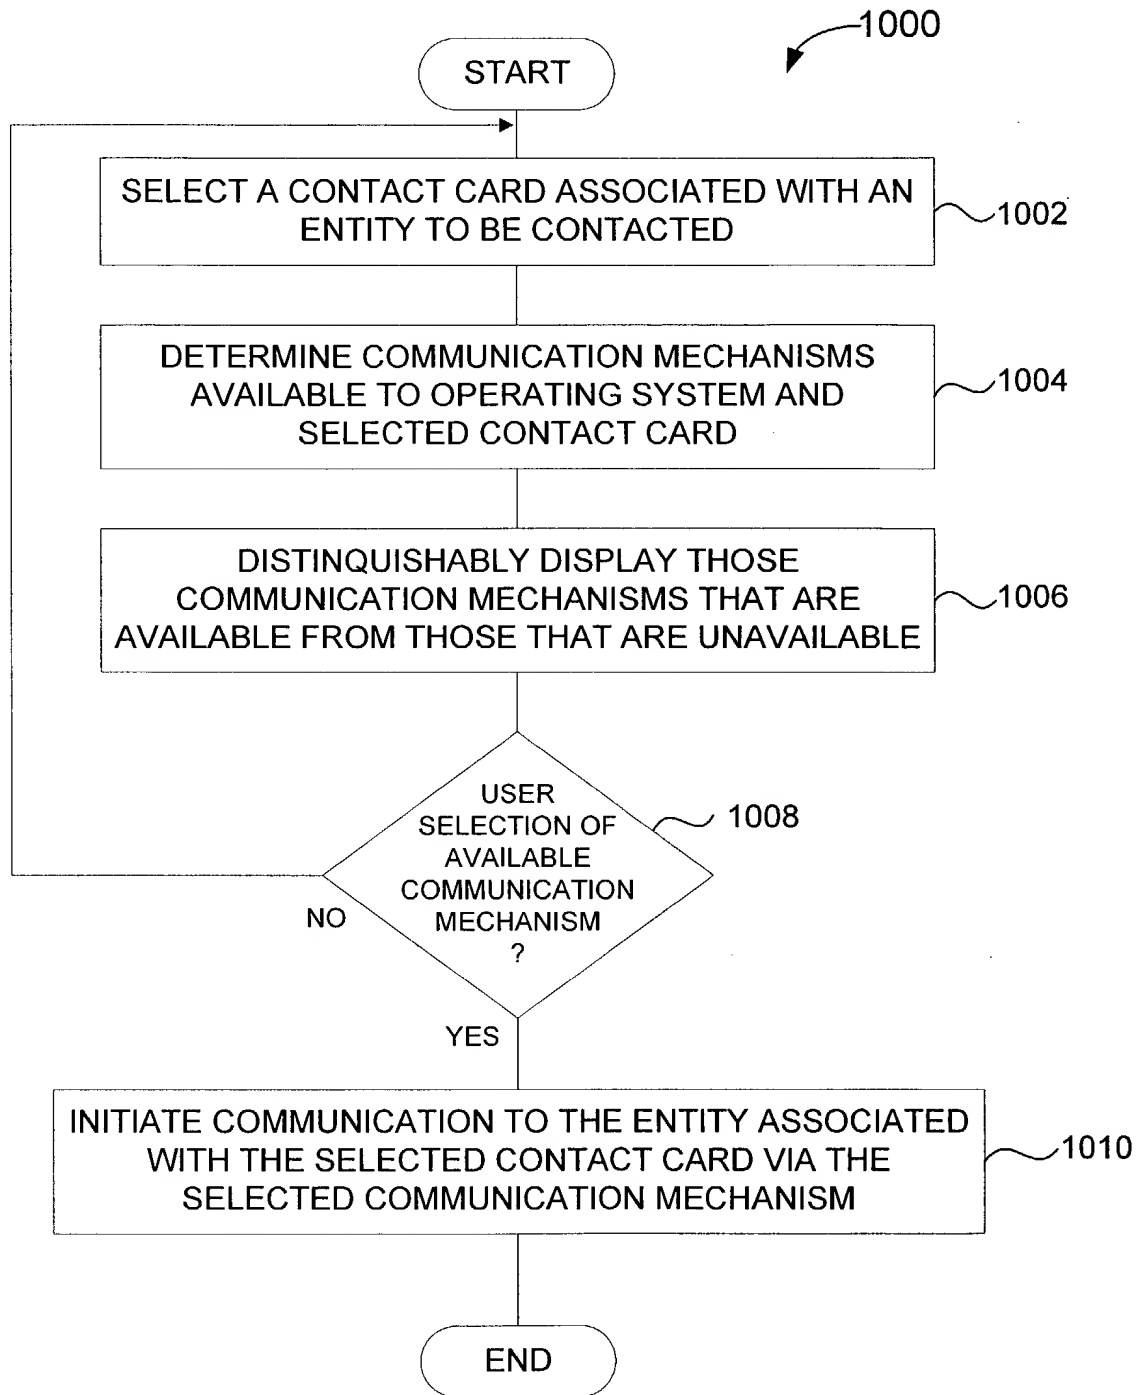 1000
START
SELECT A CONTACT CARD ASSOCIATED WITH AN
ENTITY TO BE CONTACTED
1002
DETERMINE COMMUNICATION MECHANISMS
AVAILABLE TO OPERATING SYSTEM AND
SELECTED CONTACT CARD
1004
DISTINQUISHABLY DISPLAY THOSE
COMMUNICATION MECHANISMS THAT ARE
AVAILABLE FROM THOSE THAT ARE UNAVAILABLE
1006
USER
SELECTION OF
AVAILABLE
COMMUNICATION
MECHANISM
?
1008
NO
YES
INITIATE COMMUNICATION TO THE ENTITY ASSOCIATED
WITH THE SELECTED CONTACT CARD VIA THE
SELECTED COMMUNICATION MECHANISM
1010
END